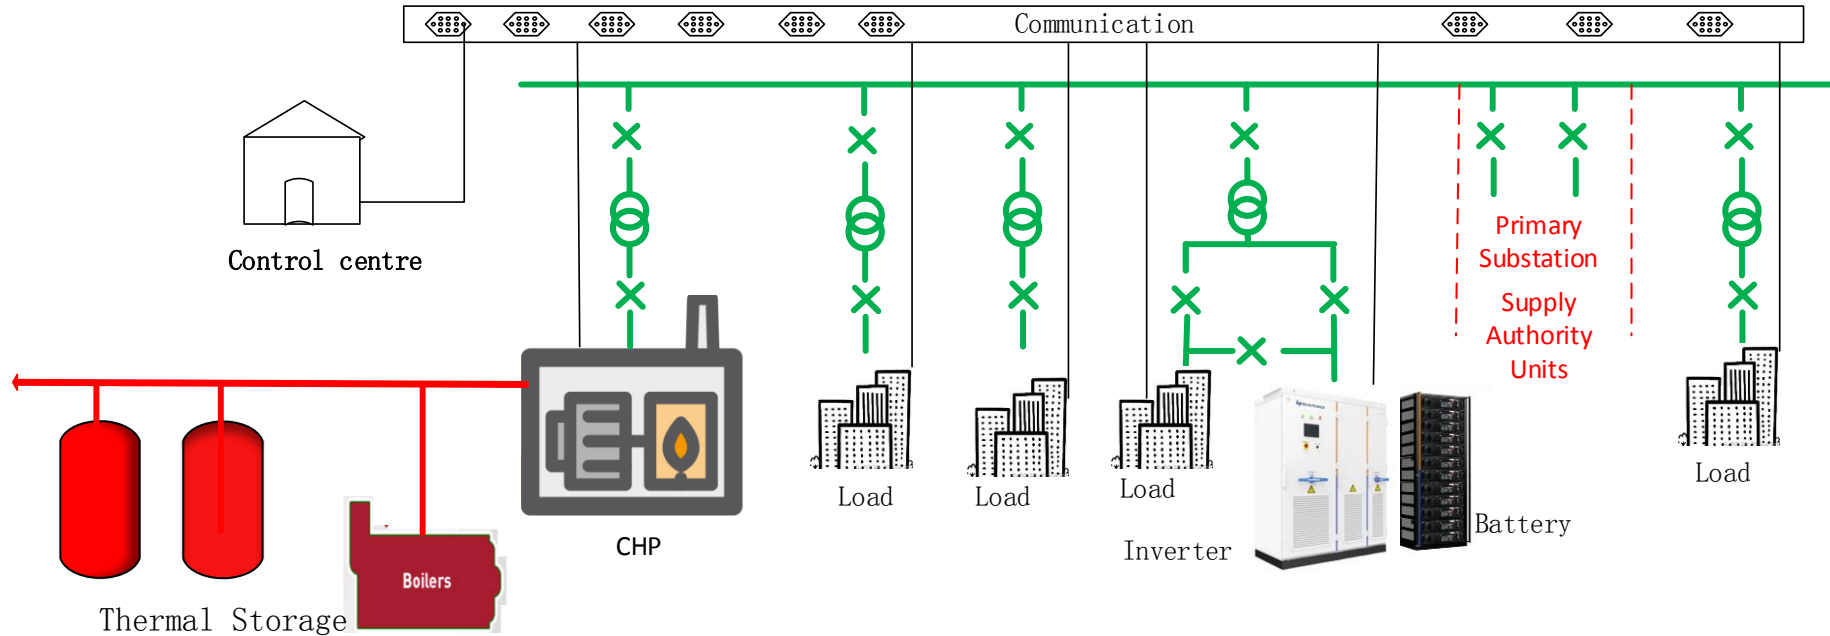 Communication
Control centre
Primary
Substation
Supply
Authority
Units
Load
Load
Load
Load
Inverter
Battery
CHP
Boilers
Thermal Storage